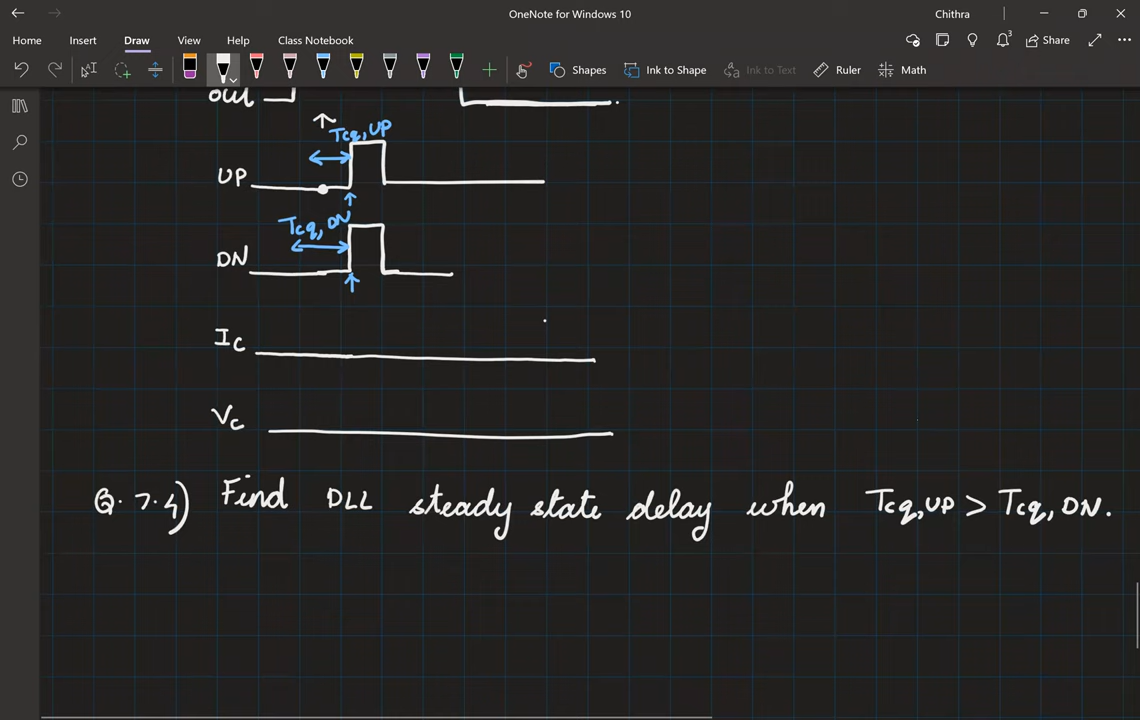 OneNote for Windows 10
Chithra
Home Insert Draw View Help Class Notebook
3
Share
Shapes Ink to Shape Ink to Text Ruler Math
out
Tcq, UP
UP
Tcq, DN
DN
Ic
Vc
Q.7.4) Find DLL steady state delay when Tcq,UP > Tcq, DN.